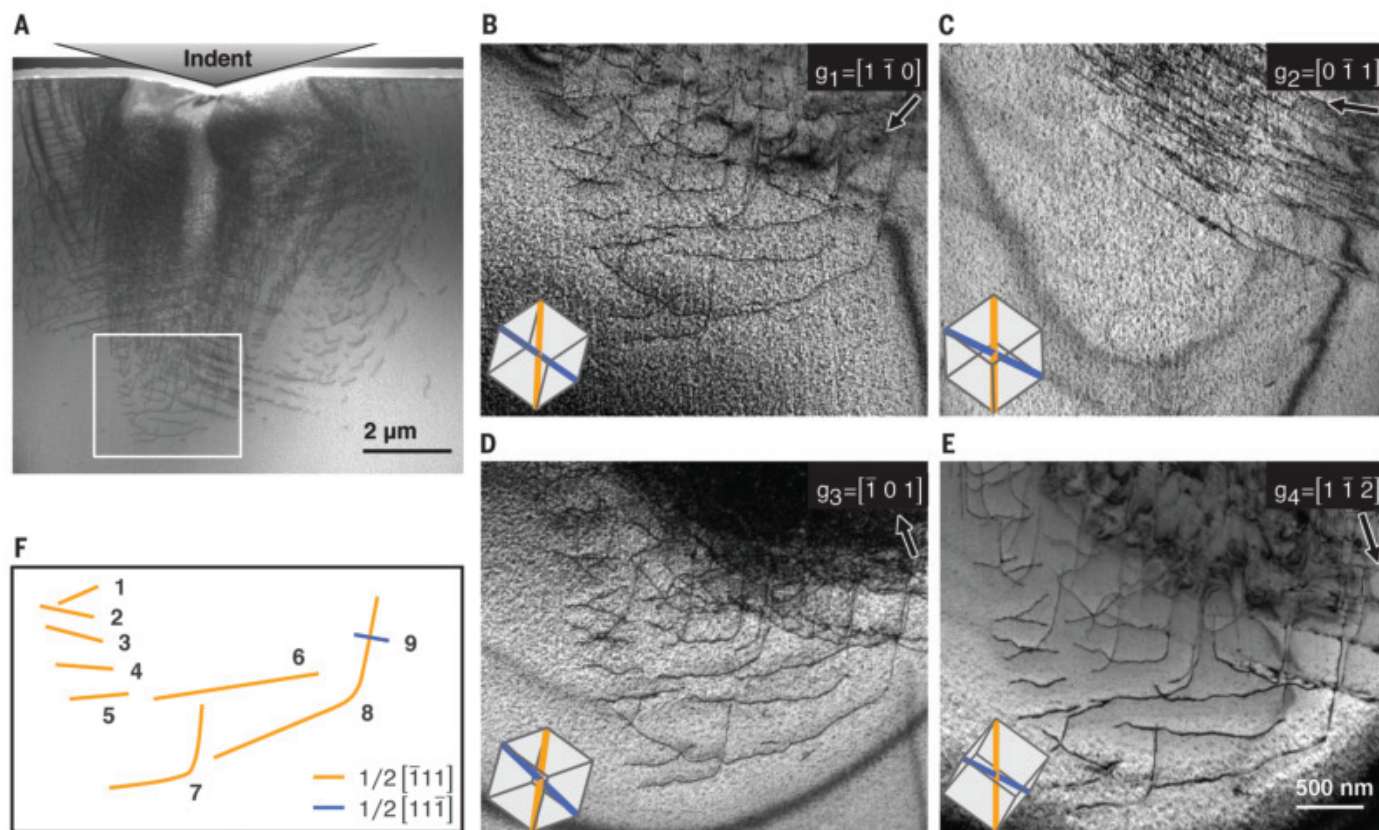 A
Indent
2 µm
B
g₁=[1 1̄ 0]
C
g₂=[0 1̄ 1]
D
g₃=[1̄ 0 1]
E
g₄=[1 1̄ 2̄]
500 nm
F
1
2
3
4
5
6
7
8
9
1/2 [1̄11]
1/2 [111̄]